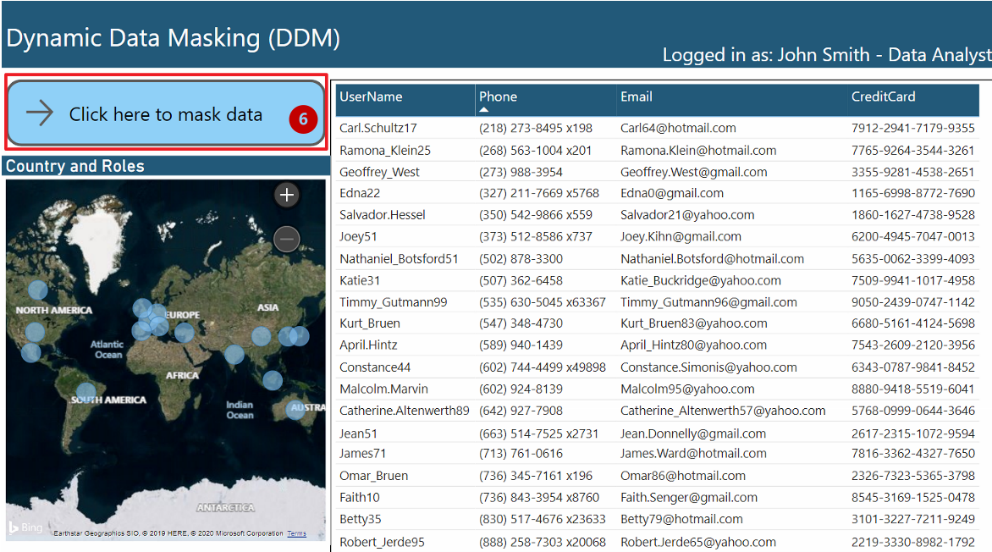 Dynamic Data Masking (DDM)
Logged in as: John Smith - Data Analyst
Click here to mask data 6
Country and Roles
NORTH AMERICA
EUROPE
ASIA
Atlantic
Ocean
AFRICA
SOUTH AMERICA
Indian
Ocean
AUSTRA
ANTARCTICA
Bing
Earthstar Geographics SIO, © 2019 HERE, © 2020 Microsoft Corporation Terms
UserName Phone Email CreditCard
Carl.Schultz17 (218) 273-8495 x198 Carl64@hotmail.com 7912-2941-7179-9355
Ramona_Klein25 (268) 563-1004 x201 Ramona.Klein@hotmail.com 7765-9264-3544-3261
Geoffrey_West (273) 988-3954 Geoffrey.West@gmail.com 3355-9281-4538-2651
Edna22 (327) 211-7669 x5768 Edna0@gmail.com 1165-6998-8772-7690
Salvador.Hessel (350) 542-9866 x559 Salvador21@yahoo.com 1860-1627-4738-9528
Joey51 (373) 512-8586 x737 Joey.Kihn@gmail.com 6200-4945-7047-0013
Nathaniel_Botsford51 (502) 878-3300 Nathaniel.Botsford@hotmail.com 5635-0062-3399-4093
Katie31 (507) 362-6458 Katie_Buckridge@yahoo.com 7509-9941-1017-4958
Timmy_Gutmann99 (535) 630-5045 x63367 Timmy_Gutmann96@gmail.com 9050-2439-0747-1142
Kurt_Bruen (547) 348-4730 Kurt_Bruen83@yahoo.com 6680-5161-4124-5698
April.Hintz (589) 940-1439 April_Hintz80@yahoo.com 7543-2609-2120-3956
Constance44 (602) 744-4499 x49898 Constance.Simonis@yahoo.com 6343-0787-9841-8452
Malcolm.Marvin (602) 924-8139 Malcolm95@yahoo.com 8880-9418-5519-6041
Catherine.Altenwerth89 (642) 927-7908 Catherine_Altenwerth57@yahoo.com 5768-0999-0644-3646
Jean51 (663) 514-7525 x2731 Jean.Donnelly@gmail.com 2617-2315-1072-9594
James71 (713) 761-0616 James.Ward@hotmail.com 7816-3362-4327-7650
Omar_Bruen (736) 345-7161 x196 Omar86@hotmail.com 2326-7323-5365-3798
Faith10 (736) 843-3954 x8760 Faith.Senger@gmail.com 8545-3169-1525-0478
Betty35 (830) 517-4676 x23633 Betty79@hotmail.com 3101-3227-7211-9249
Robert_Jerde95 (888) 258-7303 x20068 Robert.Jerde65@yahoo.com 2219-3330-8982-1792